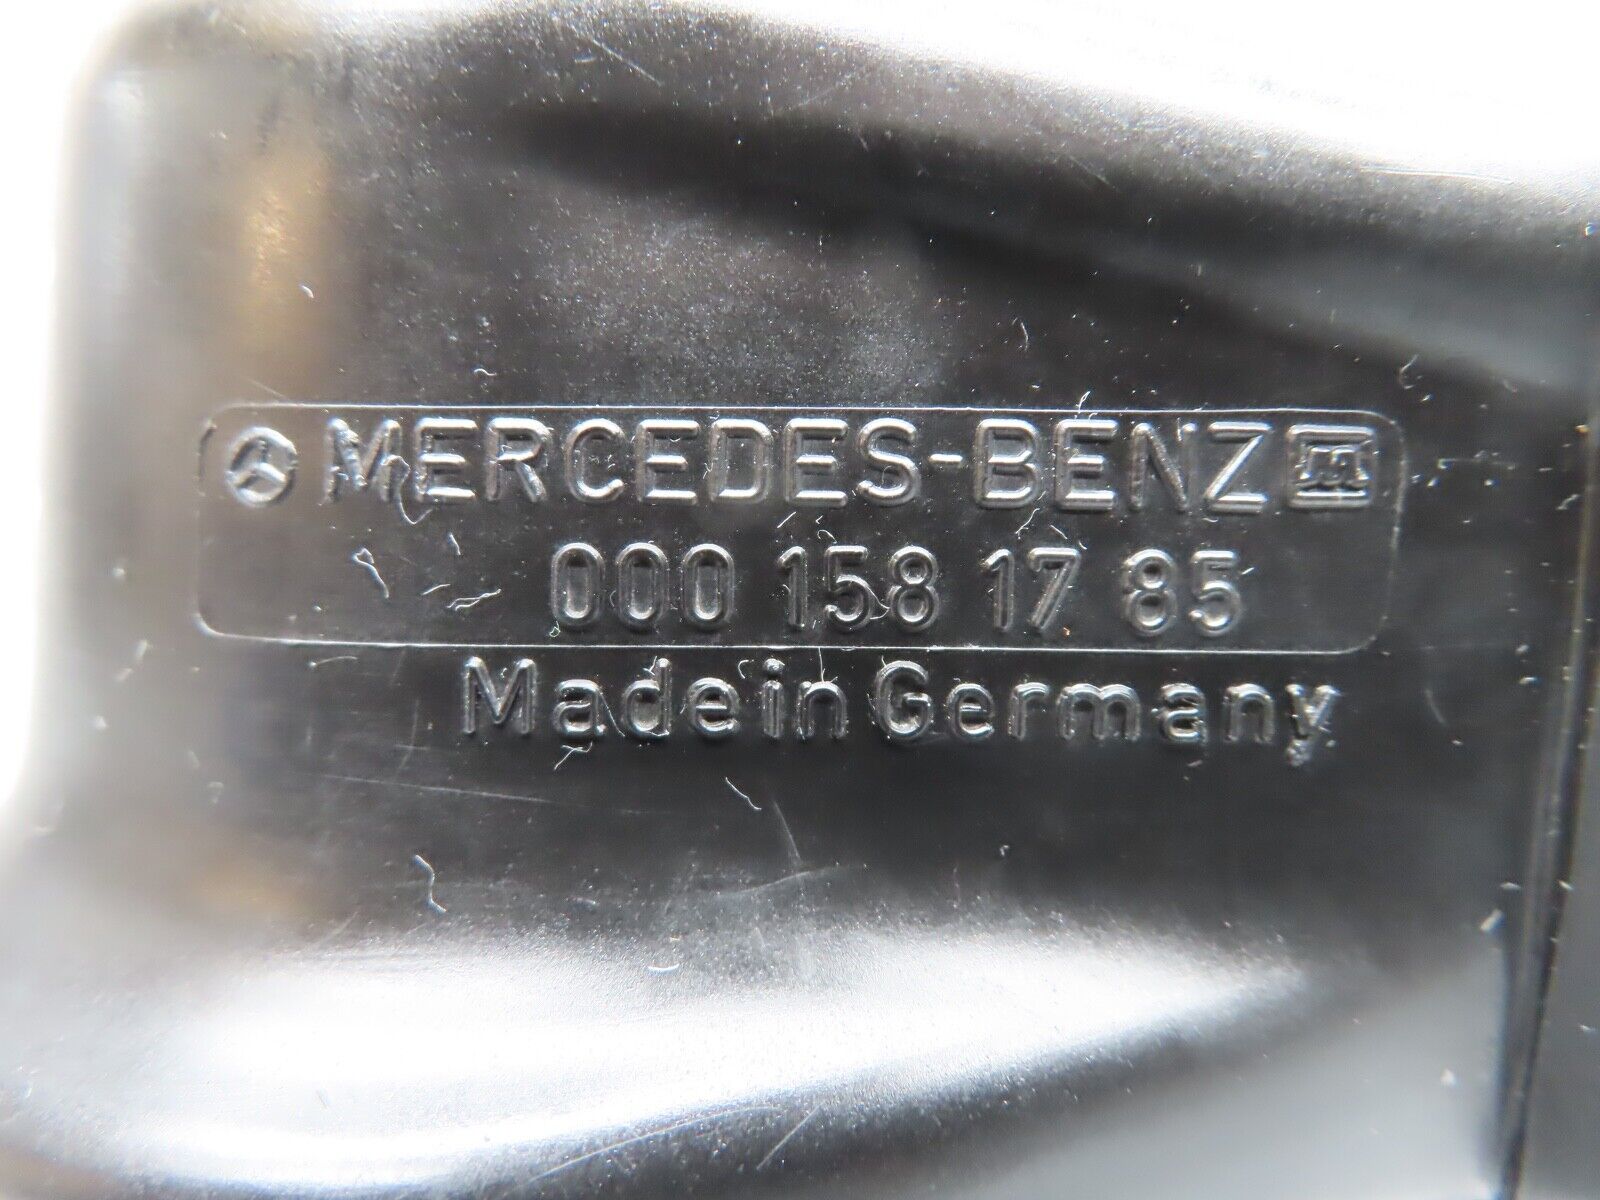 MERCEDES-BENZ
000 158 17 85
Made in Germany